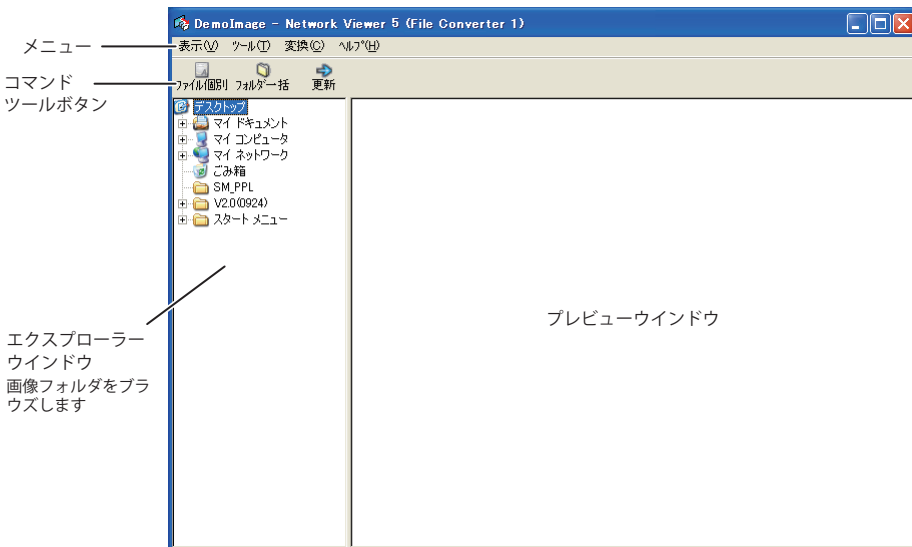 DemoImage - Network Viewer 5 (File Converter 1)
メニュー
表示(V) ツール(T) 変換(C) ヘルプ(H)
コマンド
ツールボタン
ファイル個別 フォルダ一括 更新
デスクトップ
マイ ドキュメント
マイ コンピュータ
マイ ネットワーク
ごみ箱
SM_PPL
V2.0(0924)
スタート メニュー
プレビューウインドウ
エクスプローラー
ウインドウ
画像フォルダをブラ
ウズします